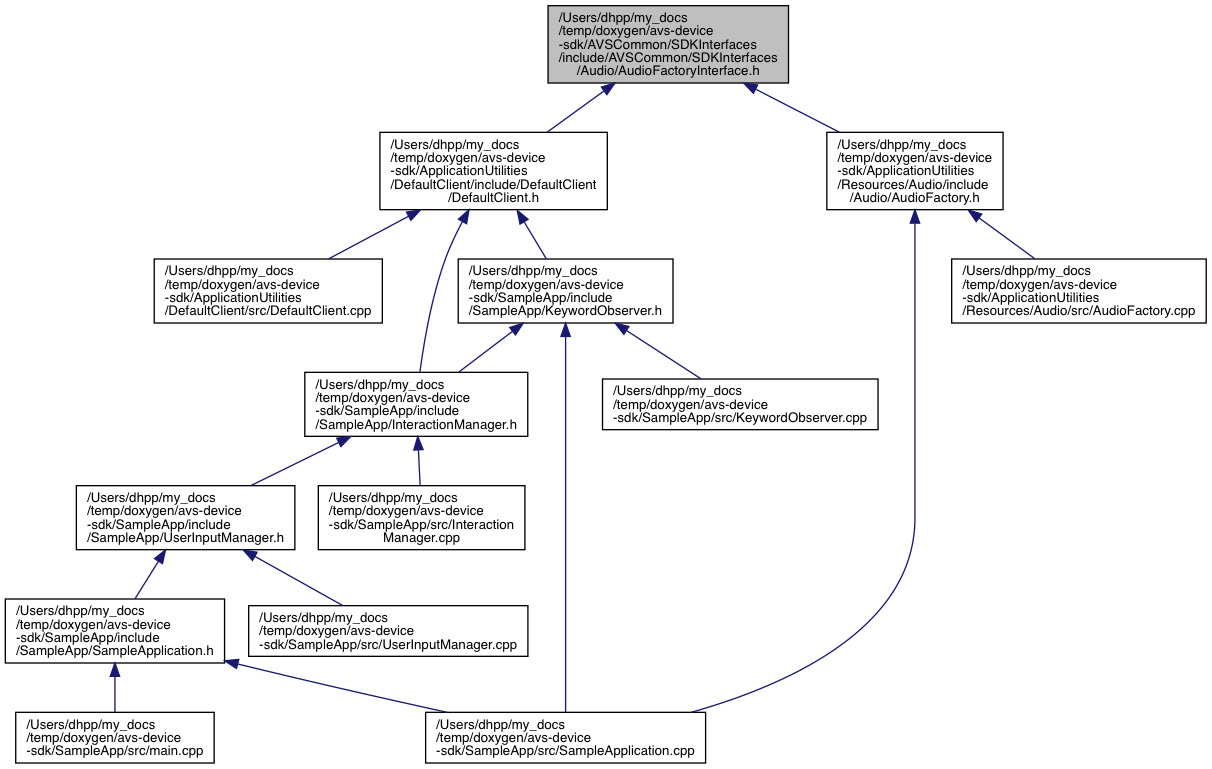 /Users/dhpp/my_docs
/temp/doxygen/avs-device
-sdk/AVSCommon/SDKInterfaces
/include/AVSCommon/SDKInterfaces
/Audio/AudioFactoryInterface.h
/Users/dhpp/my_docs
/temp/doxygen/avs-device
-sdk/ApplicationUtilities
/DefaultClient/include/DefaultClient
/DefaultClient.h
/Users/dhpp/my_docs
/temp/doxygen/avs-device
-sdk/ApplicationUtilities
/Resources/Audio/include
/Audio/AudioFactory.h
/Users/dhpp/my_docs
/temp/doxygen/avs-device
-sdk/ApplicationUtilities
/DefaultClient/src/DefaultClient.cpp
/Users/dhpp/my_docs
/temp/doxygen/avs-device
-sdk/SampleApp/include
/SampleApp/KeywordObserver.h
/Users/dhpp/my_docs
/temp/doxygen/avs-device
-sdk/ApplicationUtilities
/Resources/Audio/src/AudioFactory.cpp
/Users/dhpp/my_docs
/temp/doxygen/avs-device
-sdk/SampleApp/include
/SampleApp/InteractionManager.h
/Users/dhpp/my_docs
/temp/doxygen/avs-device
-sdk/SampleApp/src/KeywordObserver.cpp
/Users/dhpp/my_docs
/temp/doxygen/avs-device
-sdk/SampleApp/include
/SampleApp/UserInputManager.h
/Users/dhpp/my_docs
/temp/doxygen/avs-device
-sdk/SampleApp/src/Interaction
Manager.cpp
/Users/dhpp/my_docs
/temp/doxygen/avs-device
-sdk/SampleApp/include
/SampleApp/SampleApplication.h
/Users/dhpp/my_docs
/temp/doxygen/avs-device
-sdk/SampleApp/src/UserInputManager.cpp
/Users/dhpp/my_docs
/temp/doxygen/avs-device
-sdk/SampleApp/src/main.cpp
/Users/dhpp/my_docs
/temp/doxygen/avs-device
-sdk/SampleApp/src/SampleApplication.cpp